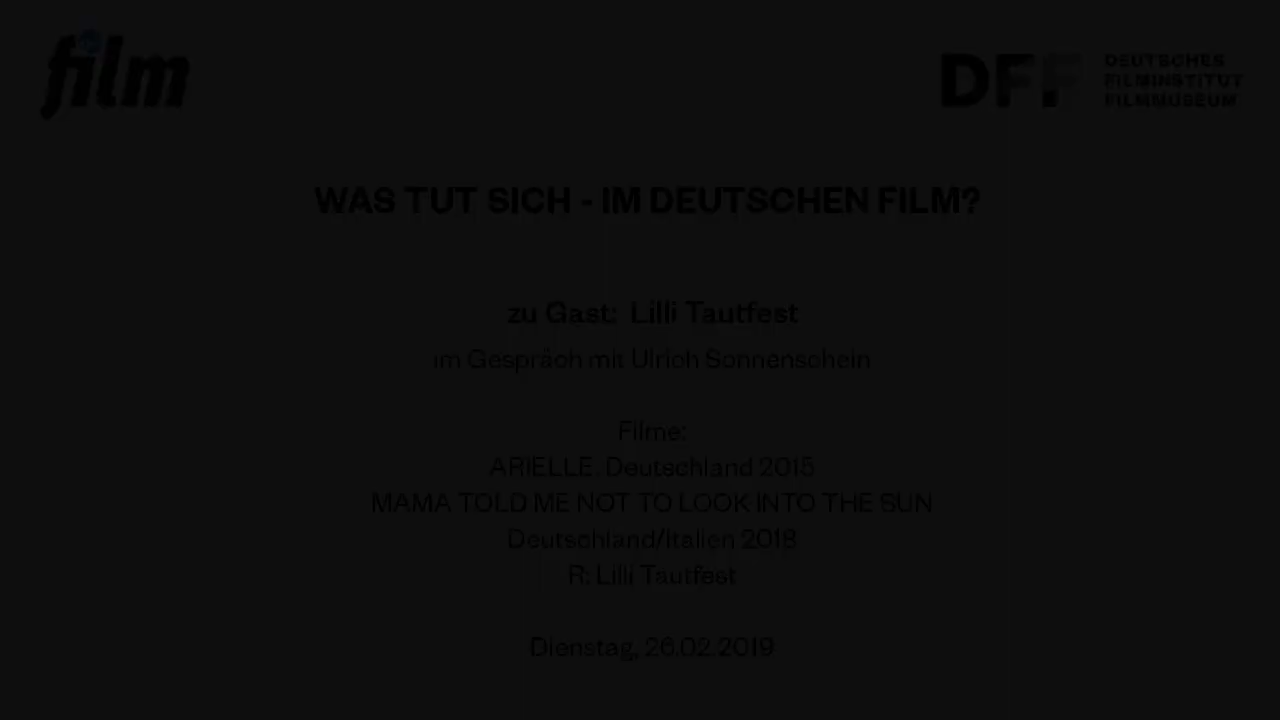 film
DFF
DEUTSCHES
FILMINSTITUT
FILMMUSEUM
WAS TUT SICH - IM DEUTSCHEN FILM?
zu Gast: Lilli Tautfest
im Gespräch mit Ulrich Sonnenschein
Filme:
ARIELLE. Deutschland 2015
MAMA TOLD ME NOT TO LOOK INTO THE SUN
Deutschland/Italien 2018
R: Lilli Tautfest
Dienstag, 26.02.2019